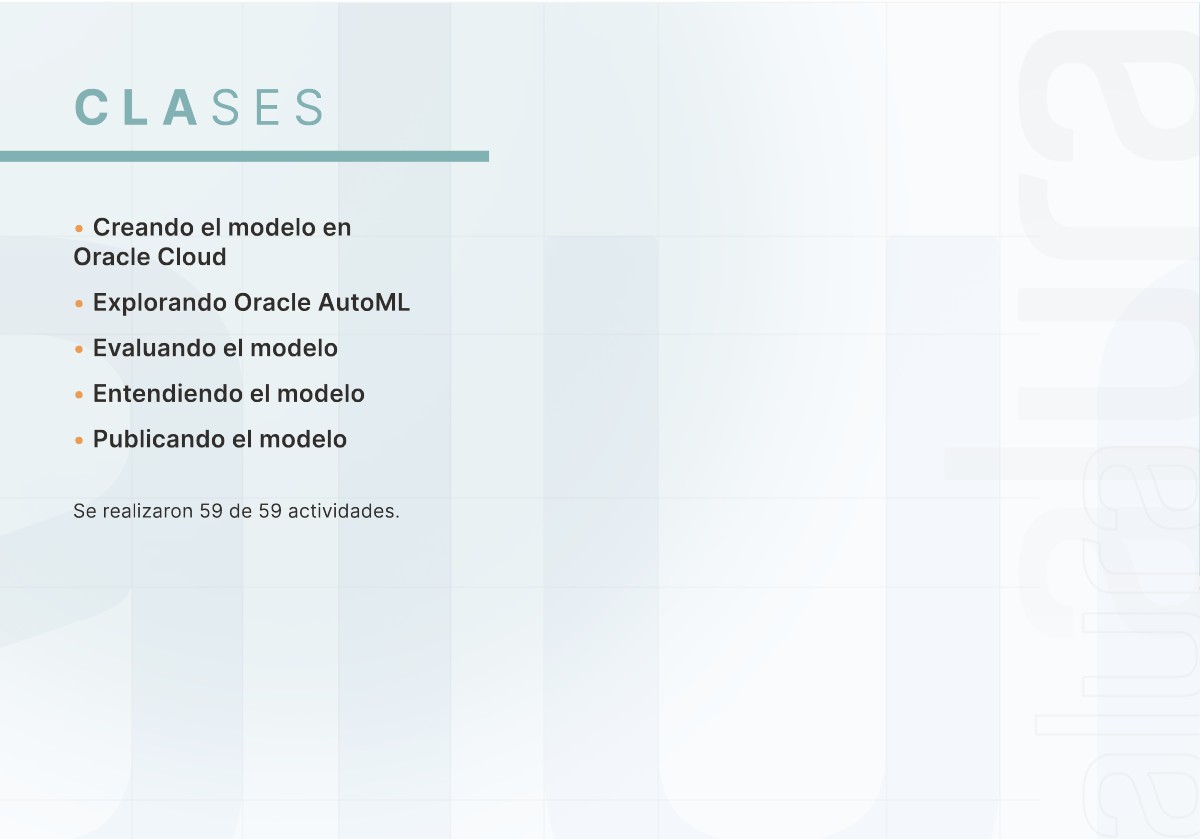 CLASES
• Creando el modelo en
Oracle Cloud
• Explorando Oracle AutoML
• Evaluando el modelo
• Entendiendo el modelo
• Publicando el modelo
Se realizaron 59 de 59 actividades.
alura
alura